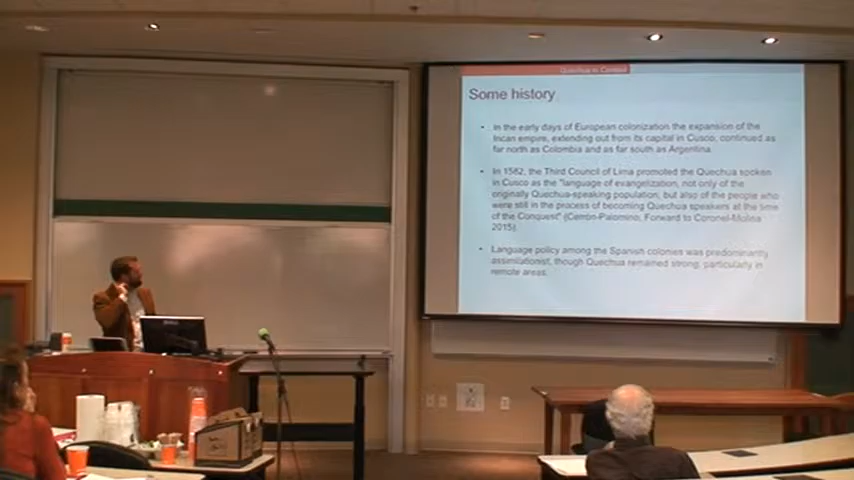 Quechua in Context
Some history
• In the early days of European colonization the expansion of the
Incan empire, extending out from its capital in Cusco, continued as
far north as Colombia and as far south as Argentina.
• In 1582, the Third Council of Lima promoted the Quechua spoken
in Cusco as the "language of evangelization, not only of the
originally Quechua-speaking population, but also of the people who
were still in the process of becoming Quechua speakers at the time
of the Conquest" (Cerrón-Palomino, Forward to Coronel-Molina
2015).
• Language policy among the Spanish colonies was predominantly
assimilationist, though Quechua remained strong, particularly in
remote areas.